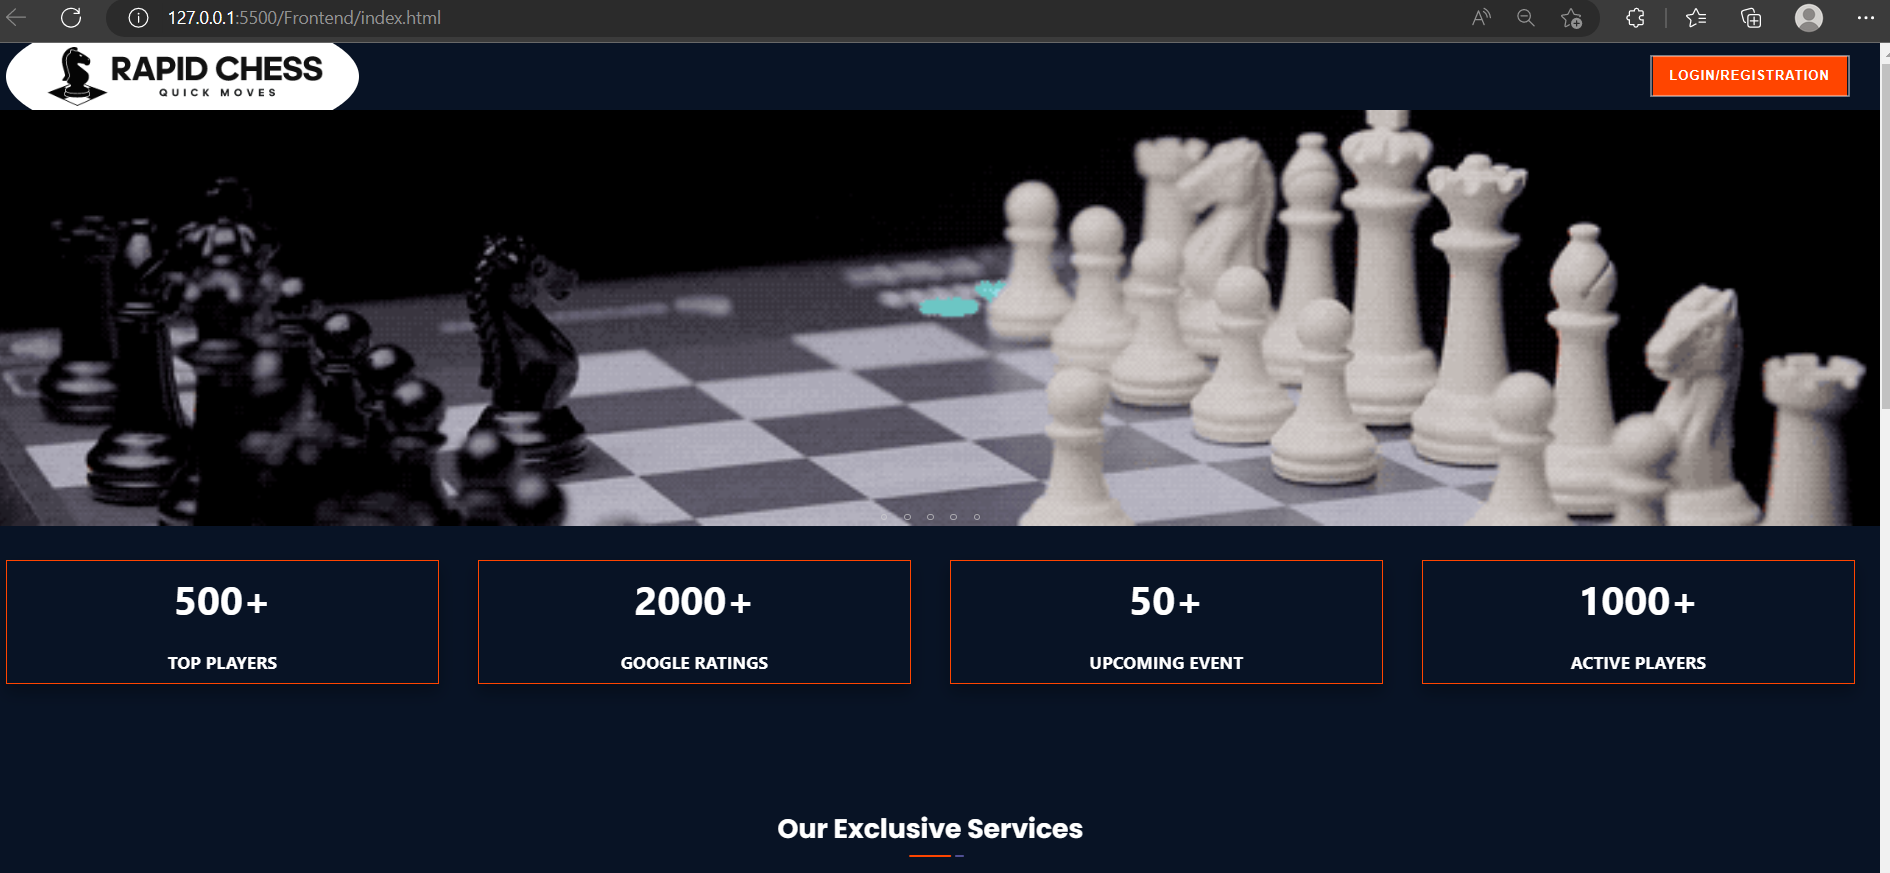 127.0.0.1:5500/Frontend/index.html
RAPID CHESS
QUICK MOVES
LOGIN/REGISTRATION
500+
2000+
50+
1000+
TOP PLAYERS
GOOGLE RATINGS
UPCOMING EVENT
ACTIVE PLAYERS
Our Exclusive Services